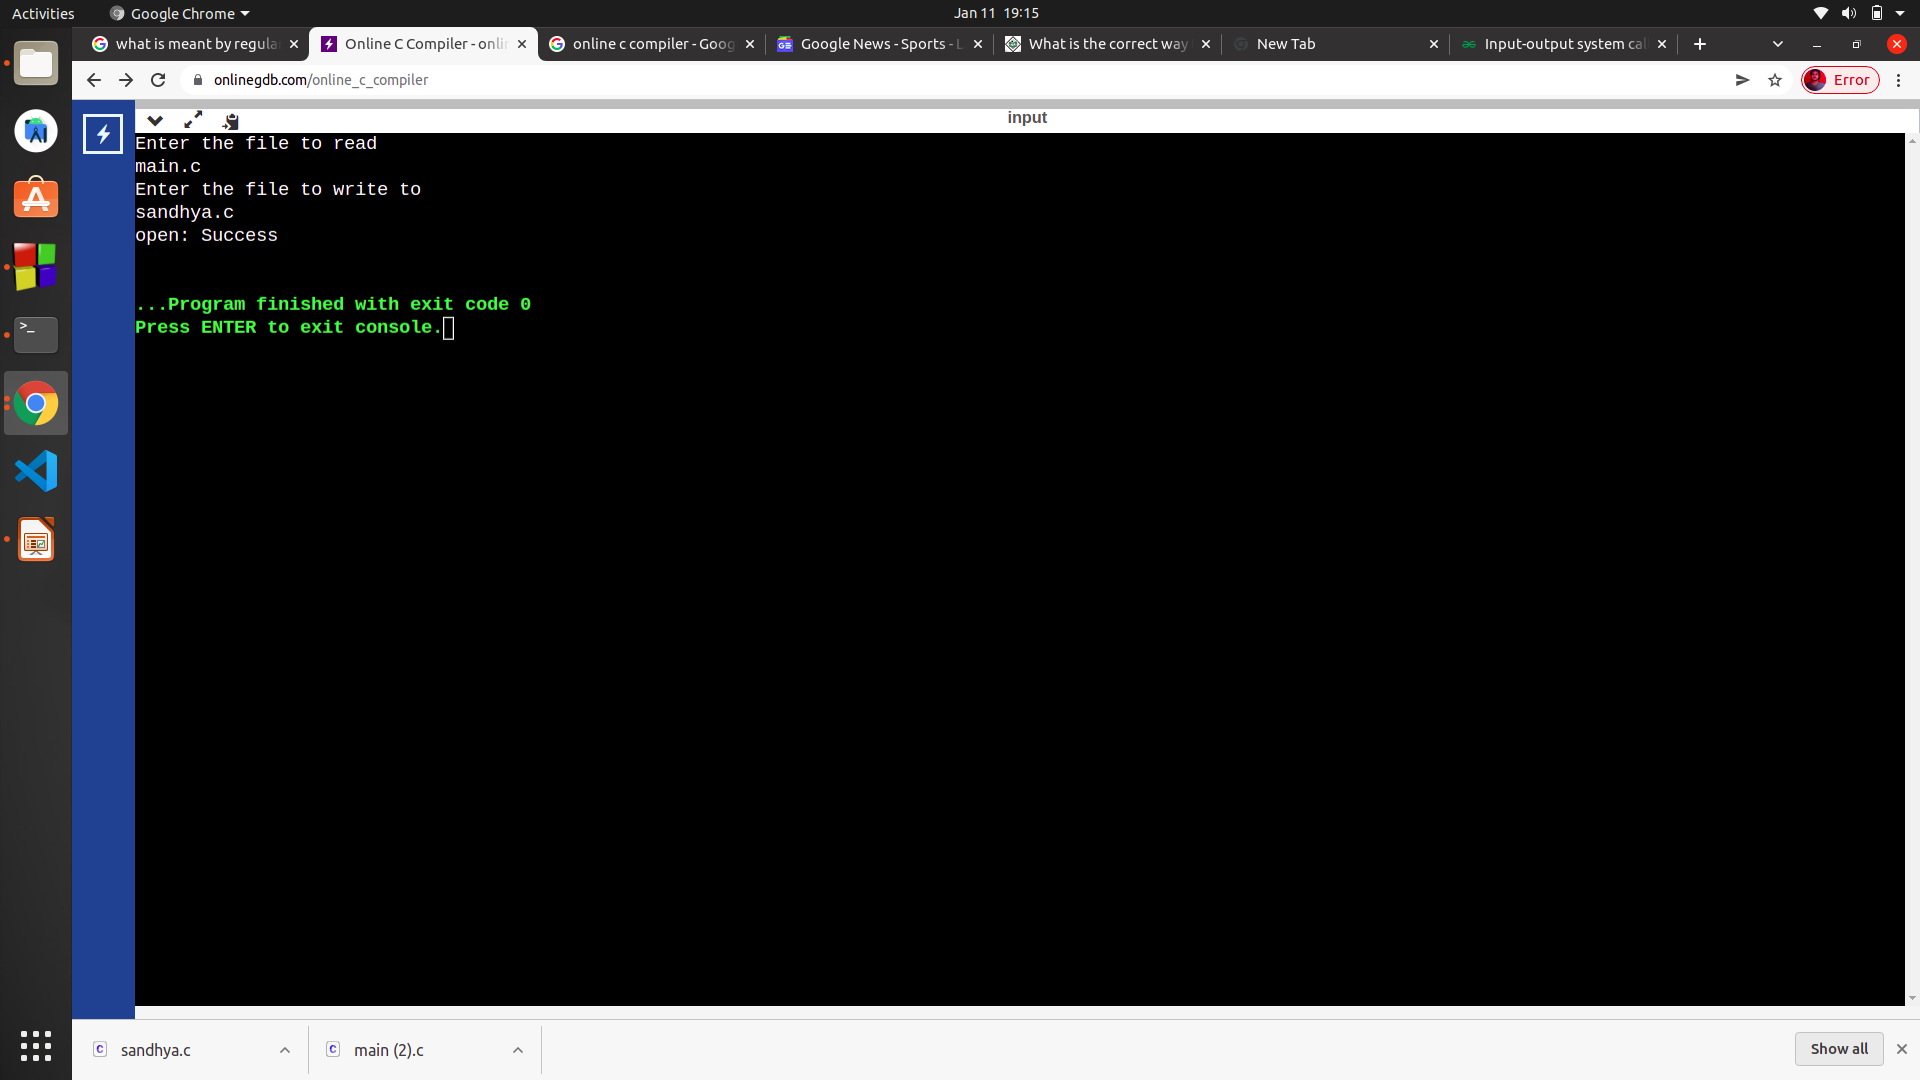 Activities
Google Chrome
Jan 11 19:15
what is meant by regula
Online C Compiler - onli
online c compiler - Goog
Google News - Sports - L
What is the correct way
New Tab
Input-output system cal
onlinegdb.com/online_c_compiler
Error
input
Enter the file to read
main.c
Enter the file to write to
sandhya.c
open: Success
...Program finished with exit code 0
Press ENTER to exit console.
sandhya.c
main (2).c
Show all